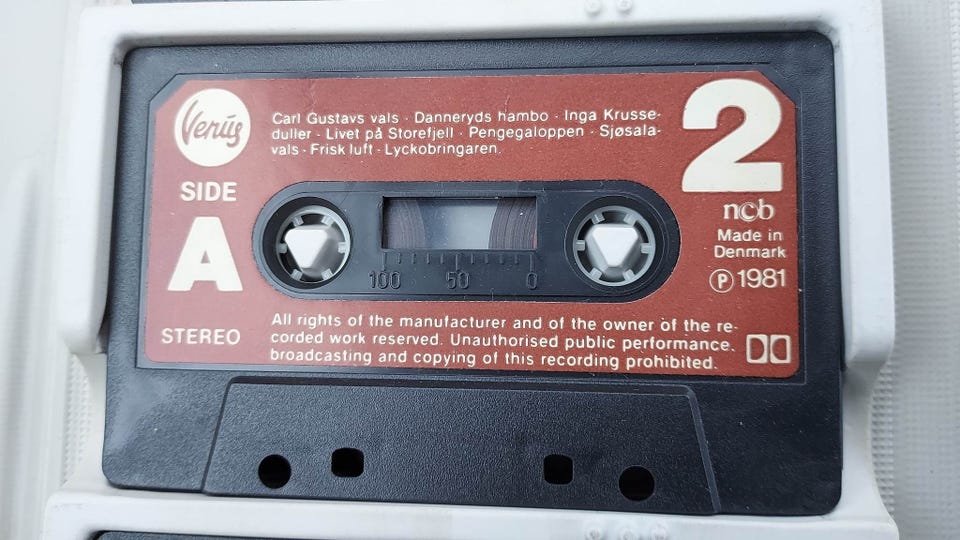 Venús
SIDE
A
STEREO
Carl Gustavs vals · Danneryds hambo · Inga Krusse-
duller · Livet på Storefjell · Pengegaloppen · Sjøsala-
vals · Frisk luft · Lyckobringaren.
2
ncb
Made in
Denmark
Ⓟ 1981
100 50 0
All rights of the manufacturer and of the owner of the re-
corded work reserved. Unauthorised public performance,
broadcasting and copying of this recording prohibited.